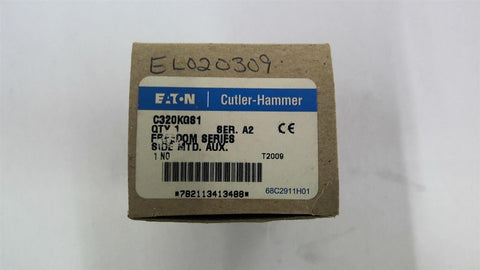 EL020309
EATON Cutler-Hammer
C320KGS1
QTY 1 SER. A2 CE
FREEDOM SERIES
SIDE MTD. AUX.
1 NO T2009
*782113413488*
68C2911H01